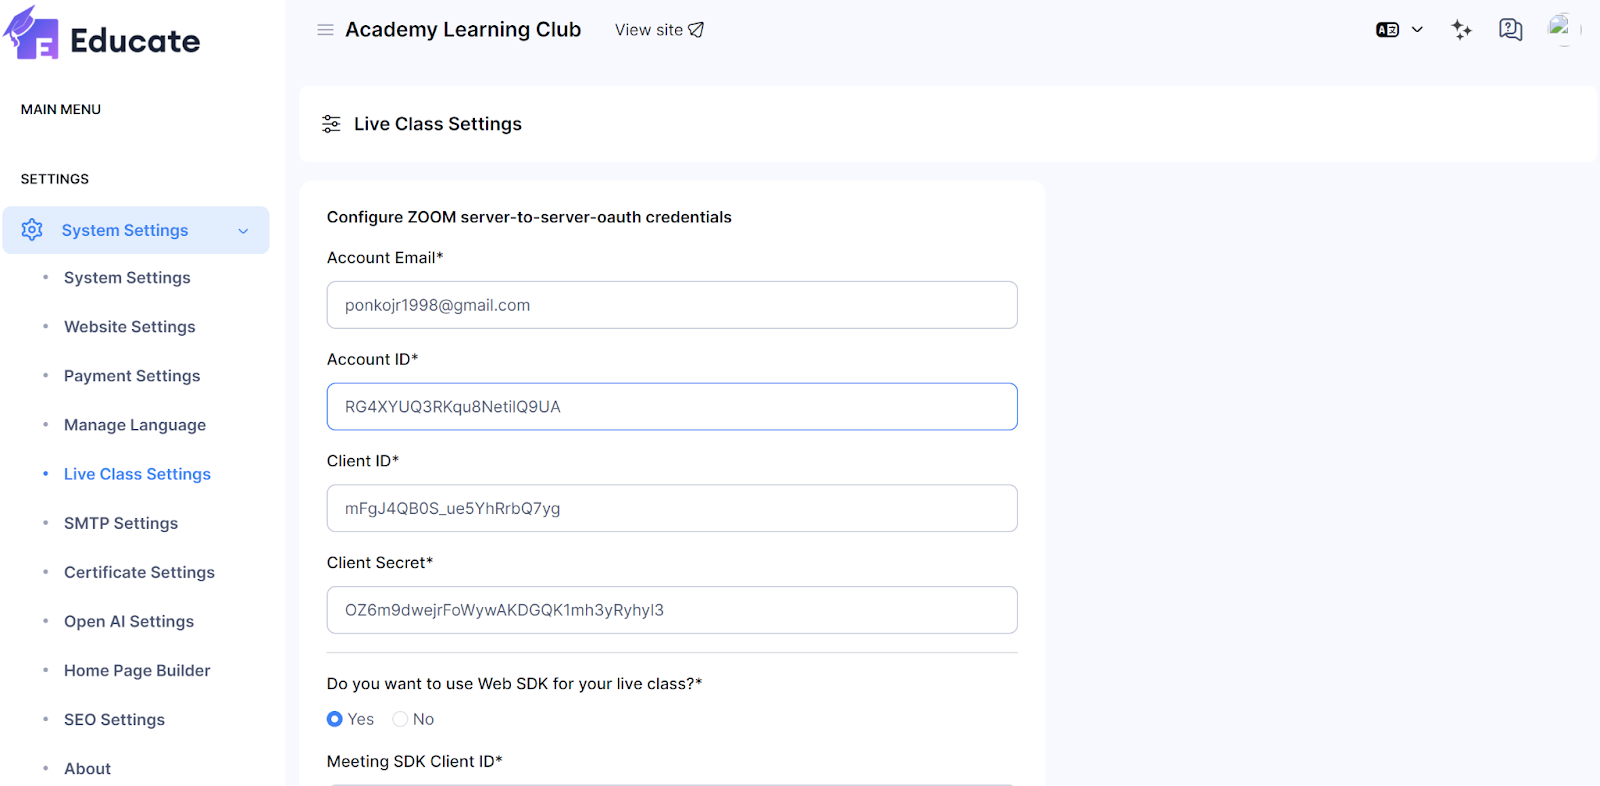 Educate
MAIN MENU
SETTINGS
System Settings
System Settings
Website Settings
Payment Settings
Manage Language
Live Class Settings
SMTP Settings
Certificate Settings
Open AI Settings
Home Page Builder
SEO Settings
About
Academy Learning Club
View site
Live Class Settings
Configure ZOOM server-to-server-oauth credentials
Account Email*
ponkojr1998@gmail.com
Account ID*
RG4XYUQ3RKqu8NetilQ9UA
Client ID*
mFgJ4QB0S_ue5YhRrbQ7yg
Client Secret*
OZ6m9dwejrFoWywAKDGQK1mh3yRyhyl3
Do you want to use Web SDK for your live class?*
Yes No
Meeting SDK Client ID*